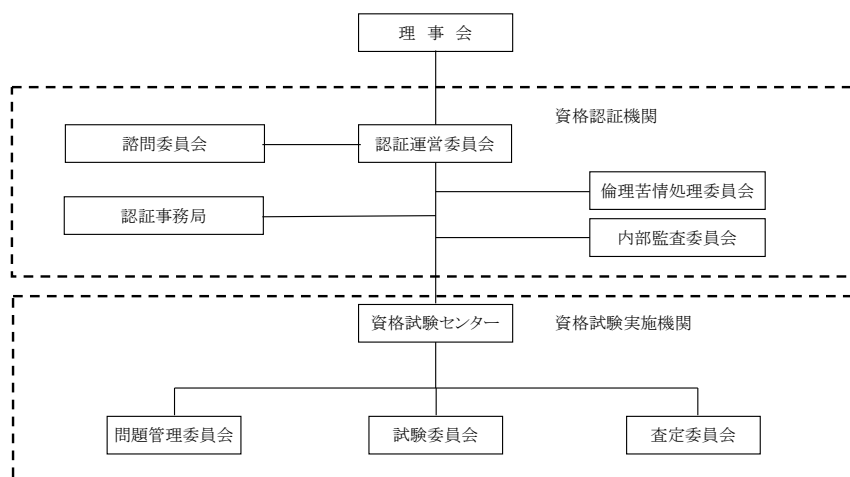 理 事 会
資格認証機関
諮問委員会
認証運営委員会
倫理苦情処理委員会
認証事務局
内部監査委員会
資格試験センター
資格試験実施機関
問題管理委員会
試験委員会
査定委員会